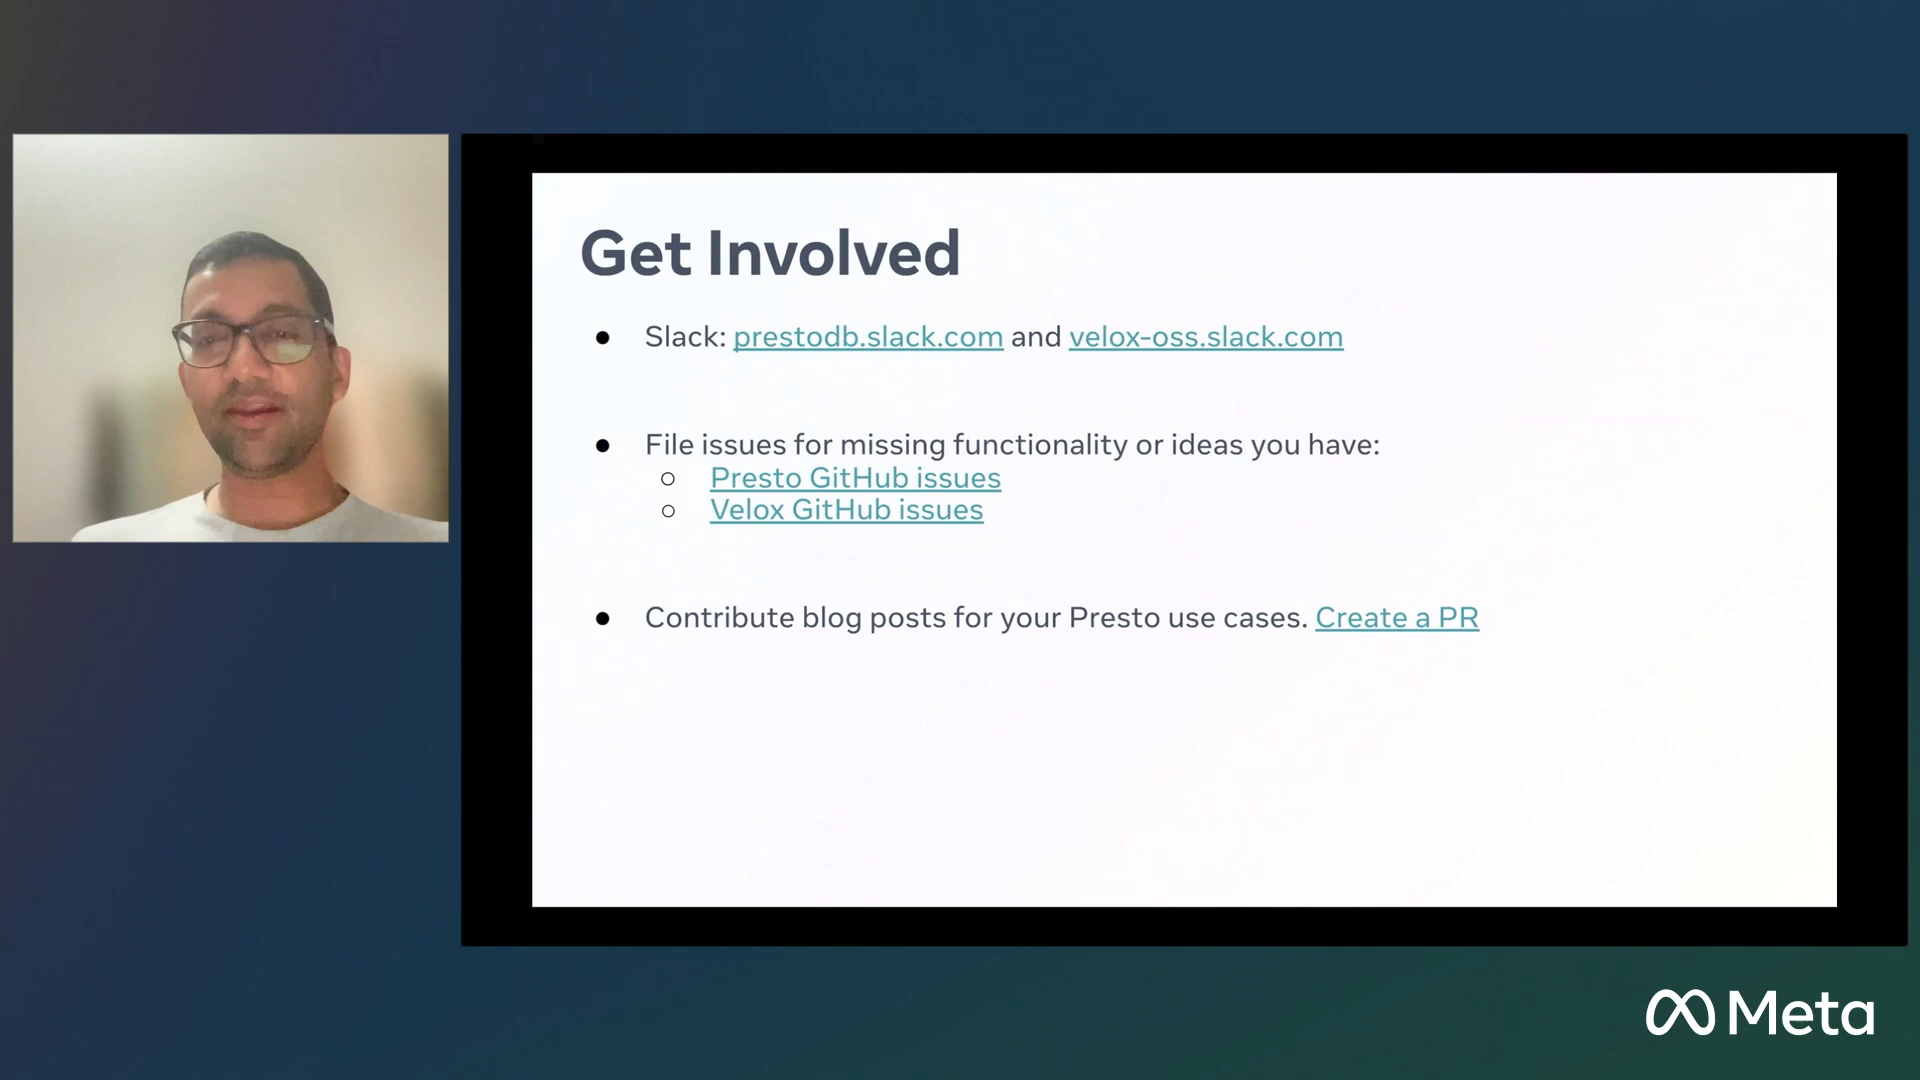 Get Involved
● Slack: prestodb.slack.com and velox-oss.slack.com
● File issues for missing functionality or ideas you have:
○ Presto GitHub issues
○ Velox GitHub issues
● Contribute blog posts for your Presto use cases. Create a PR
Meta